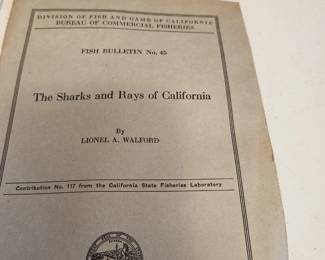 DIVISION OF FISH AND GAME OF CALIFORNIA
BUREAU OF COMMERCIAL FISHERIES
FISH BULLETIN No. 45
The Sharks and Rays of California
By
LIONEL A. WALFORD
Contribution No. 117 from the California State Fisheries Laboratory